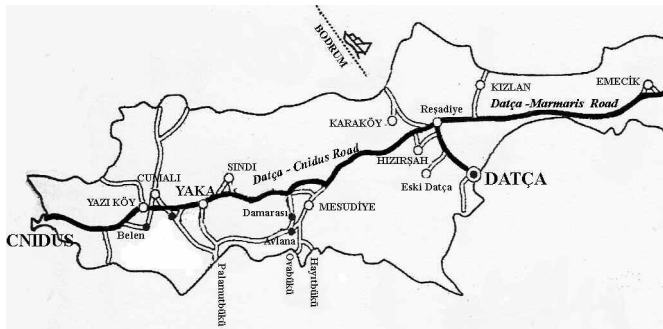 BODRUM
EMECİK
KIZLAN
Datça -Marmaris Road
Reşadiye
KARAKÖY
HIZIRŞAH
Eski Datça
DATÇA
Datça - Cnidus Road
SINDI
CUMALI
YAKA
YAZI KÖY
MESUDİYE
Damarası
Belen
Avlana
CNIDUS
Palamutbükü
Ovabükü
Hayıtbükü